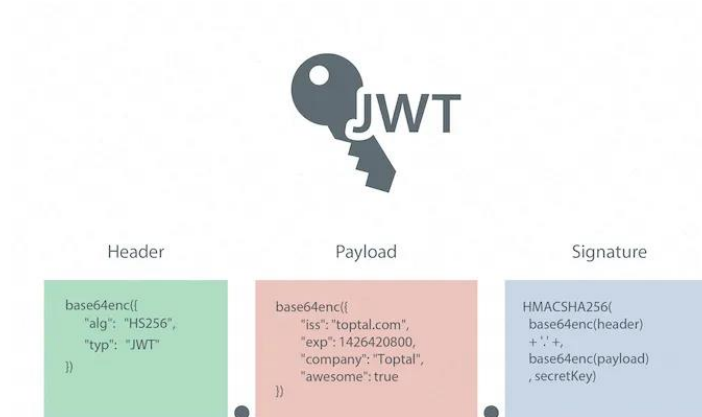 JWT
Header
Payload
Signature
base64enc({
"alg": "HS256",
"typ": "JWT"
})
base64enc({
"iss": "toptal.com",
"exp": 1426420800,
"company": "Toptal",
"awesome": true
})
HMACSHA256(
base64enc(header)
+ '.' +,
base64enc(payload)
, secretKey)